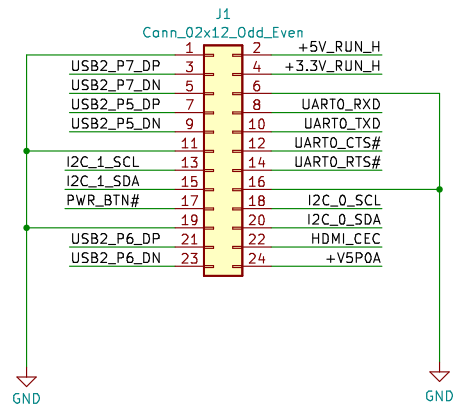 J1
Conn_02x12_Odd_Even
1 2 +5V_RUN_H
USB2_P7_DP 3 4 +3.3V_RUN_H
USB2_P7_DN 5 6
USB2_P5_DP 7 8 UART0_RXD
USB2_P5_DN 9 10 UART0_TXD
11 12 UART0_CTS#
I2C_1_SCL 13 14 UART0_RTS#
I2C_1_SDA 15 16
PWR_BTN# 17 18 I2C_0_SCL
19 20 I2C_0_SDA
USB2_P6_DP 21 22 HDMI_CEC
USB2_P6_DN 23 24 +V5P0A
GND GND